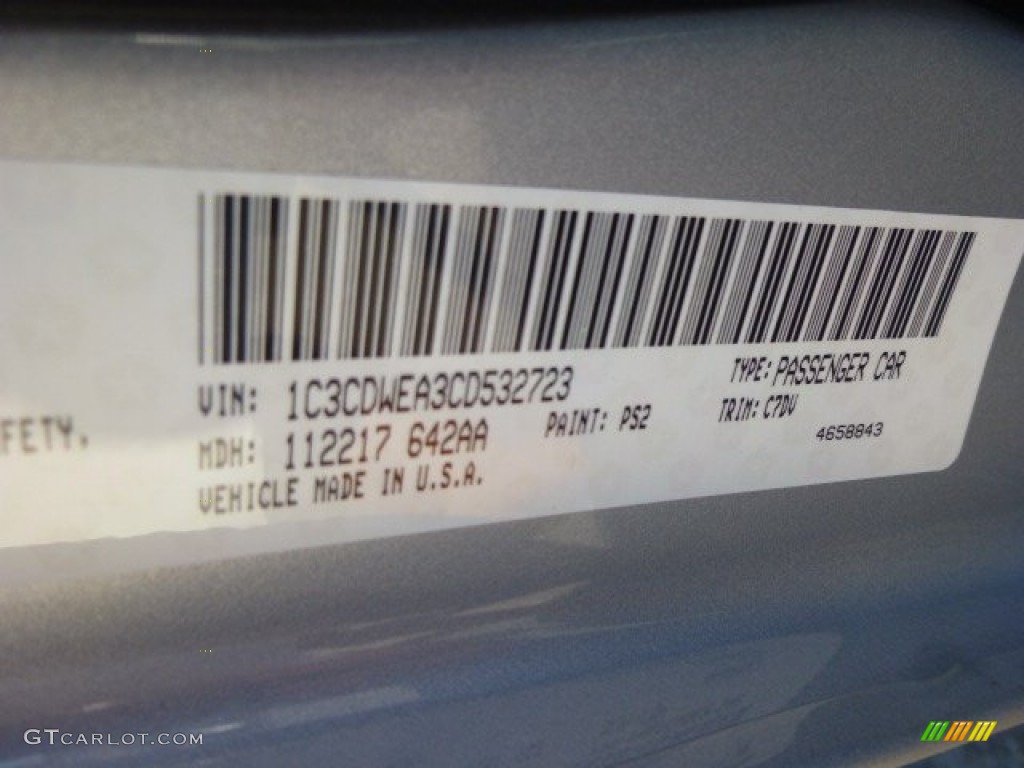 VIN: 1C3CDWEA3CD532723 TYPE: PASSENGER CAR
FETY. MDH: 112217 642AA PAINT: PS2 TRIM: C7DV
VEHICLE MADE IN U.S.A. 4658843
GTCARLOT.COM